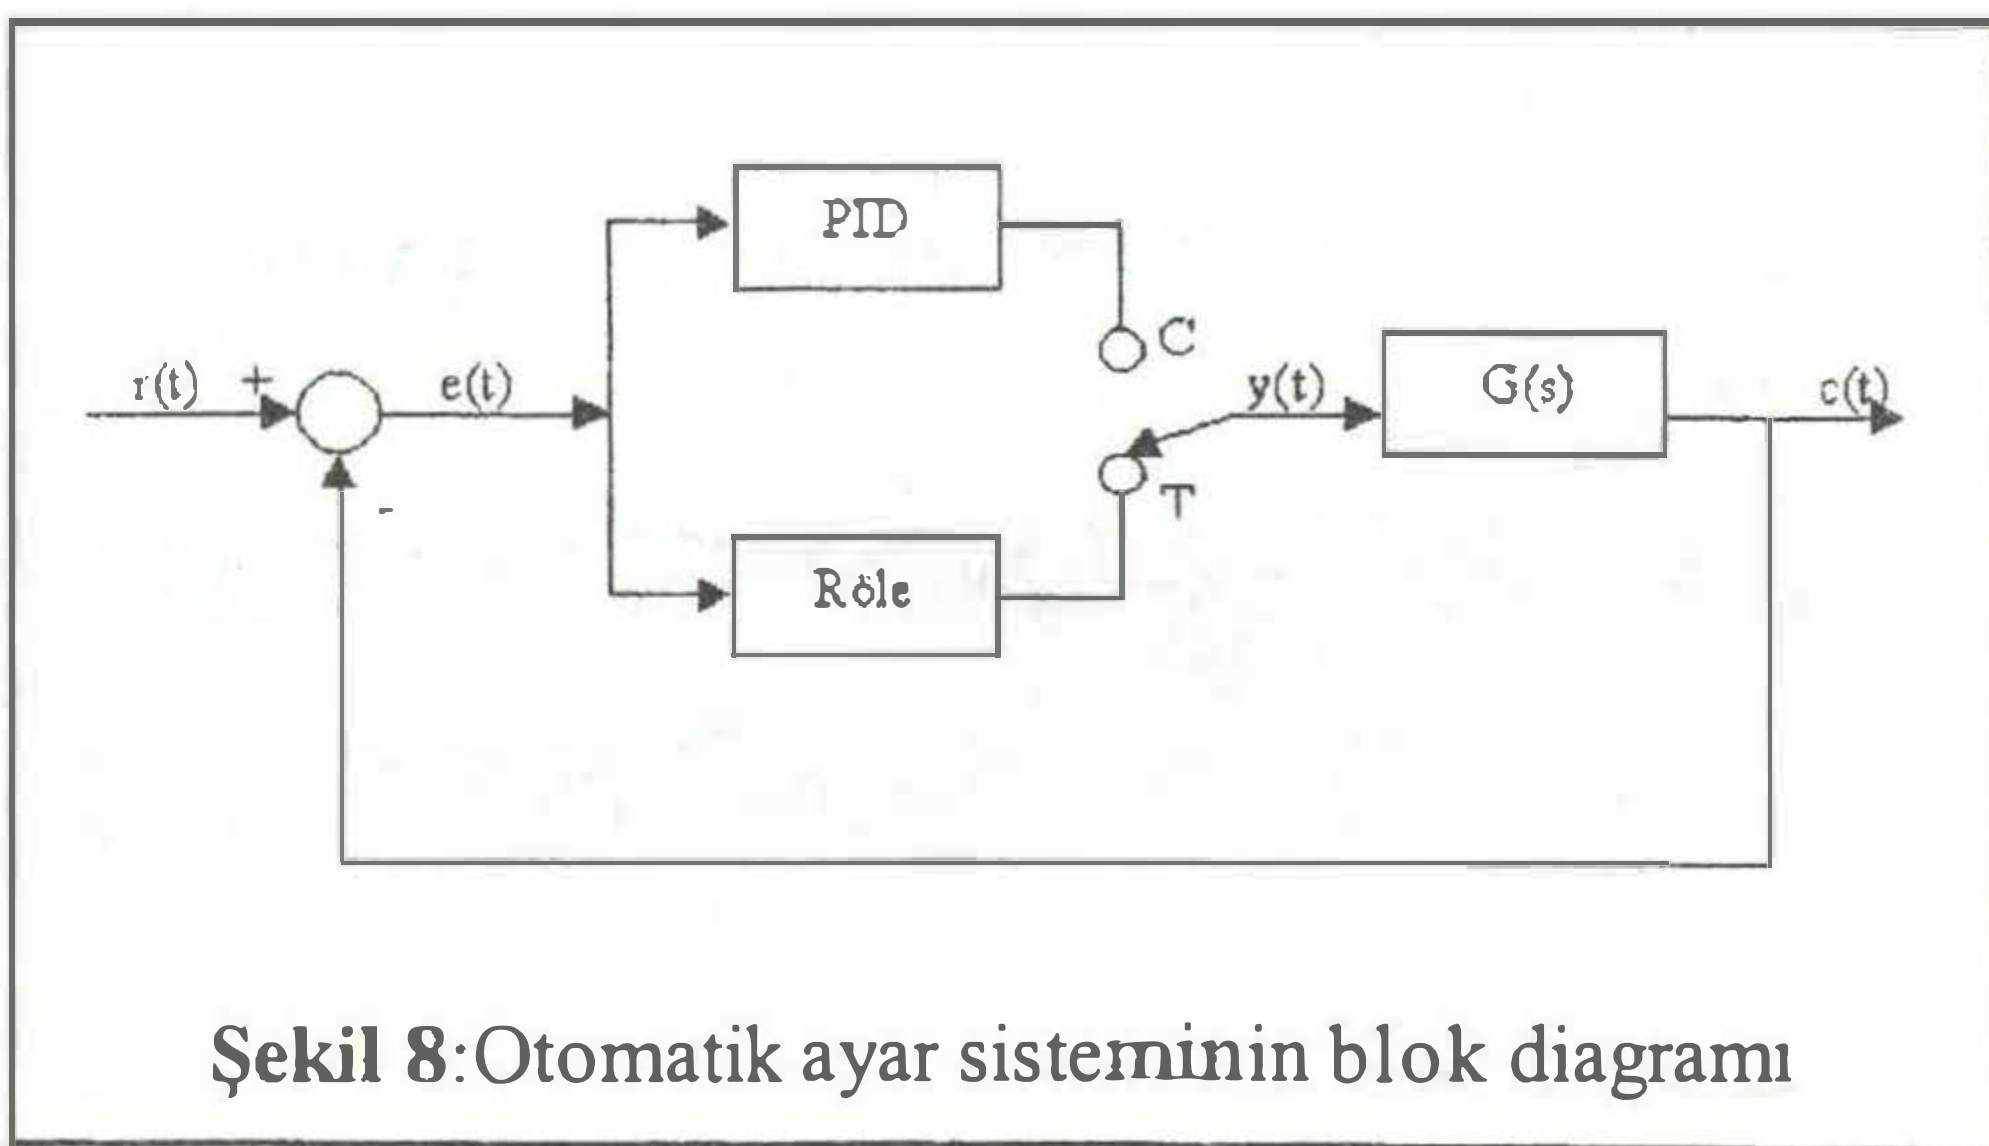 PID
C
r(t) + e(t) y(t) G(s) c(t)
-
T
Röle
Şekil 8:Otomatik ayar sisteminin blok diagramı